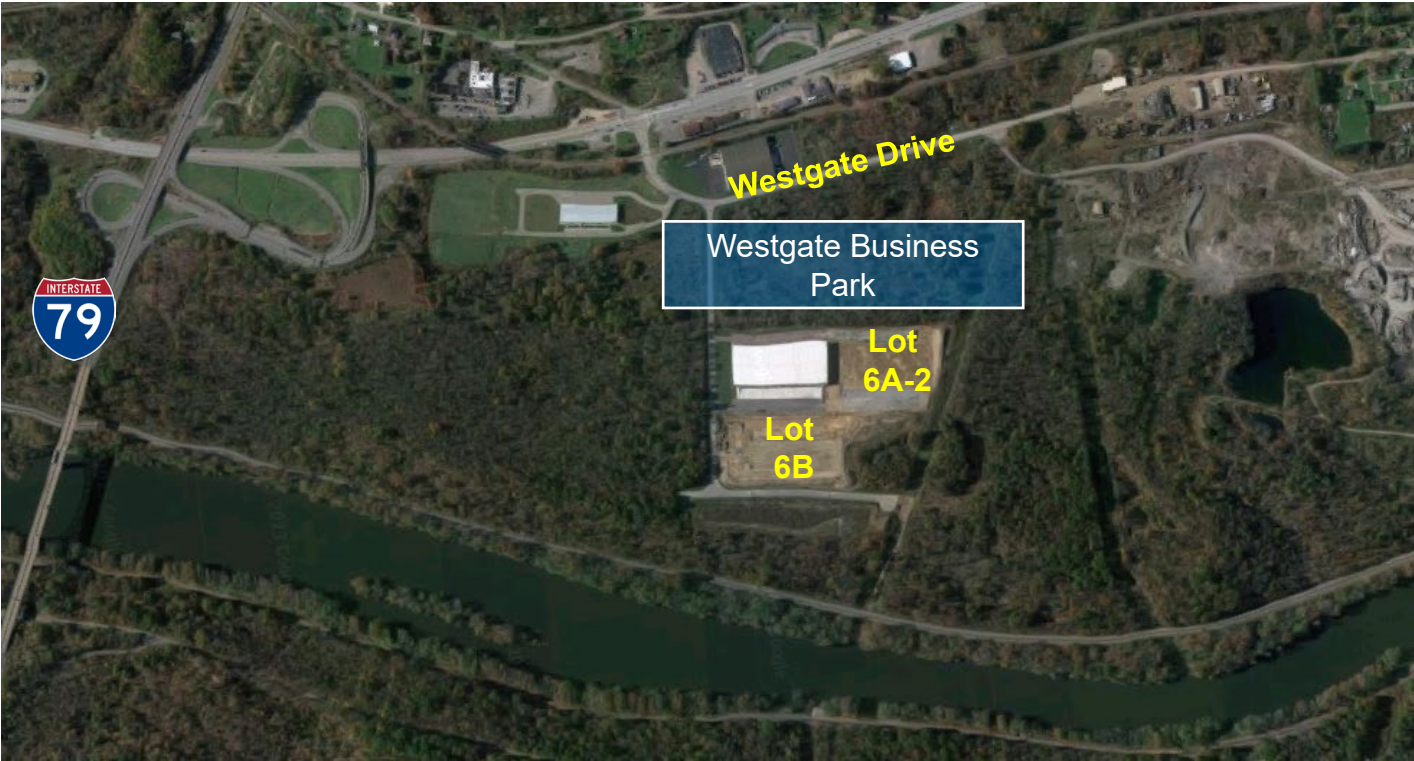 Westgate Drive
Westgate Business
Park
INTERSTATE
79
Lot
6A-2
Lot
6B